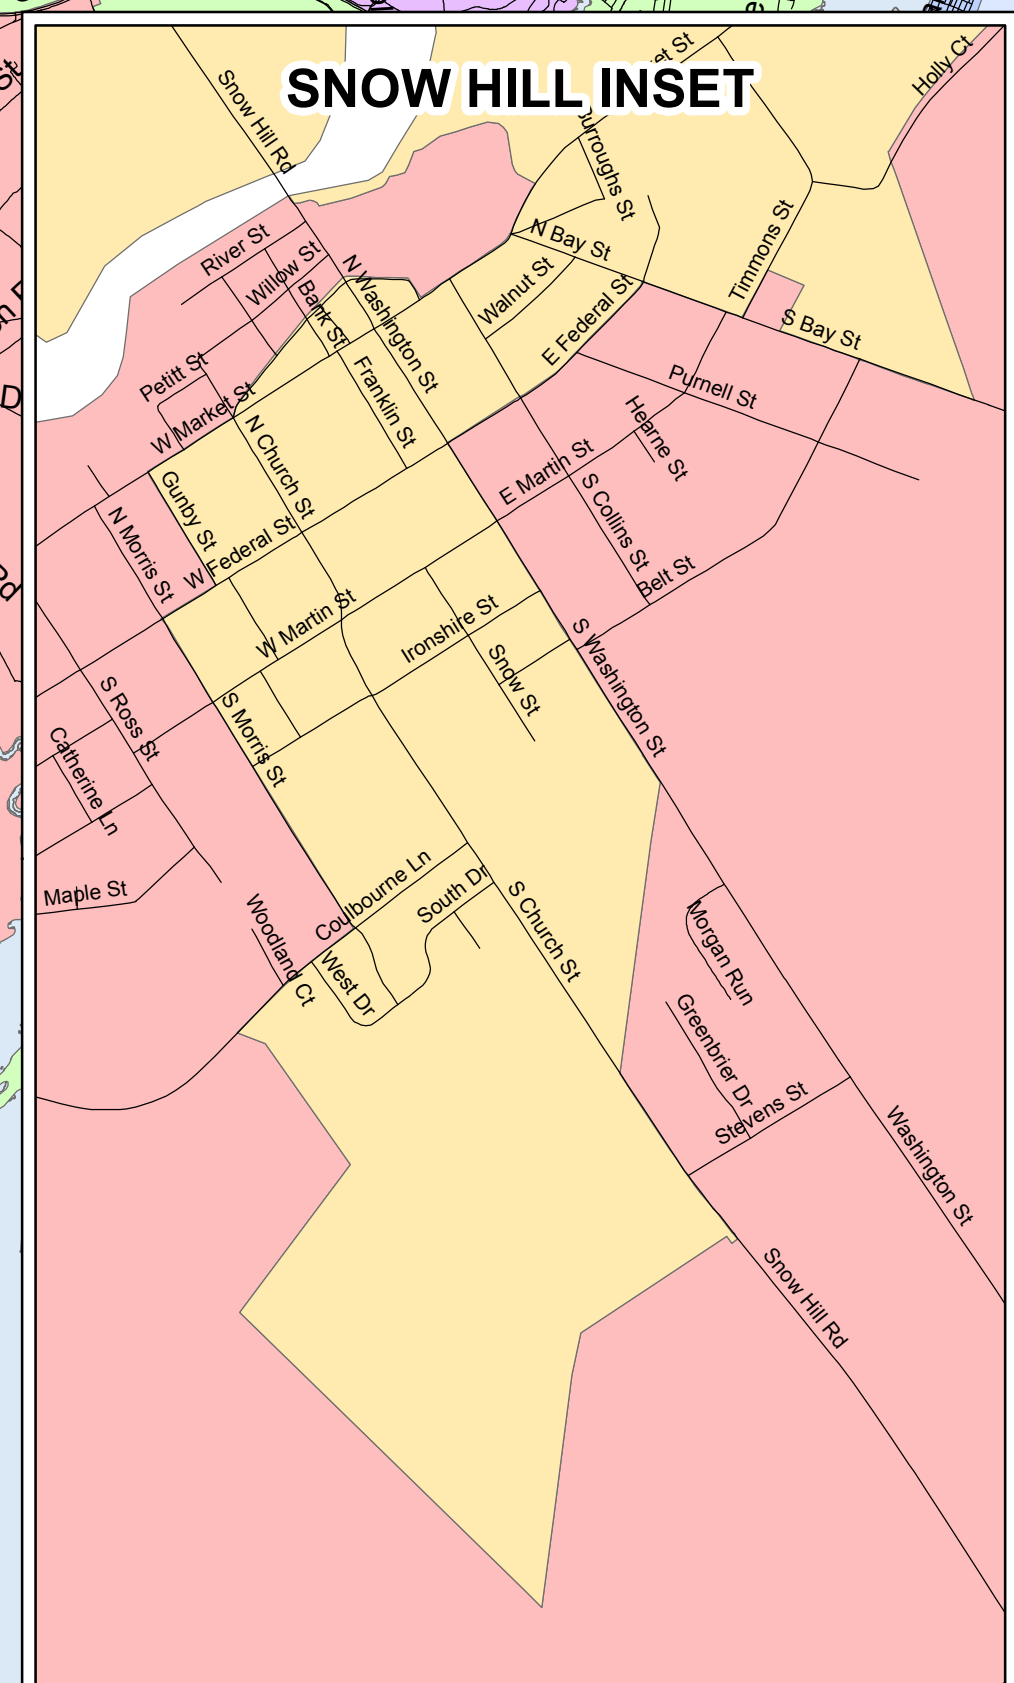 SNOW HILL INSET
Snow Hill Rd
Holly Ct
Burroughs St
River St
Willow St
Bank St
N Washington St
N Bay St
Walnut St
E Federal St
Timmons St
S Bay St
Petitt St
W Market St
Franklin St
Purnell St
Hearne St
N Church St
E Martin St
S Collins St
Belt St
Gunby St
W Federal St
N Morris St
W Martin St
Ironshire St
Snow St
S Washington St
S Ross St
S Morris St
Catherine Ln
Maple St
Coulbourne Ln
South Dr
S Church St
Woodland Ct
West Dr
Morgan Run
Greenbrier Dr
Stevens St
Washington St
Snow Hill Rd